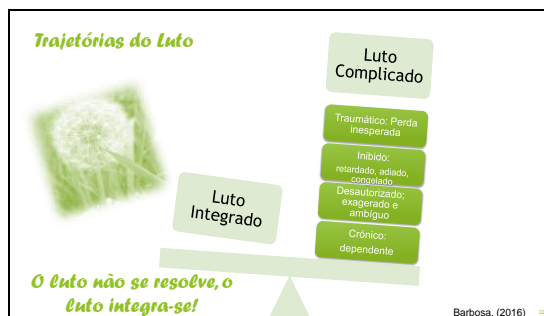 Trajetórias do Luto
Luto
Complicado
Traumático: Perda
inesperada
Inibido:
retardado, adiado,
congelado
Desautorizado;
exagerado e
ambíguo
Crónico:
dependente
Luto
Integrado
O luto não se resolve, o
luto integra-se!
Barbosa, (2016)